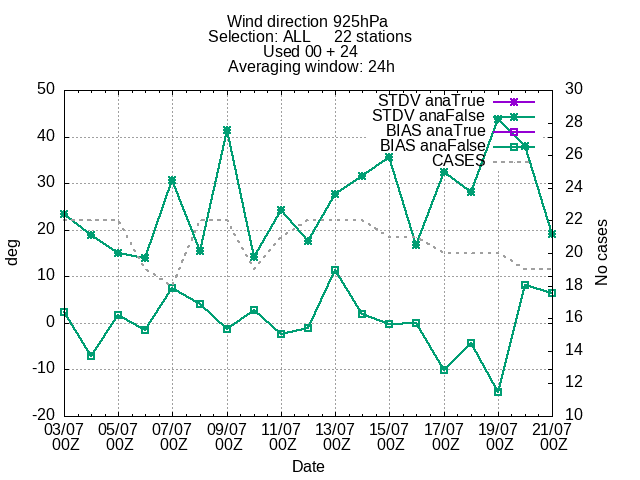 Wind direction 925hPa
Selection: ALL 22 stations
Used 00 + 24
Averaging window: 24h
STDV anaTrue
STDV anaFalse
BIAS anaTrue
BIAS anaFalse
CASES
50
40
30
20
10
0
-10
-20
deg
30
28
26
24
22
20
18
16
14
12
10
No cases
03/07 05/07 07/07 09/07 11/07 13/07 15/07 17/07 19/07 21/07
00Z 00Z 00Z 00Z 00Z 00Z 00Z 00Z 00Z 00Z
Date